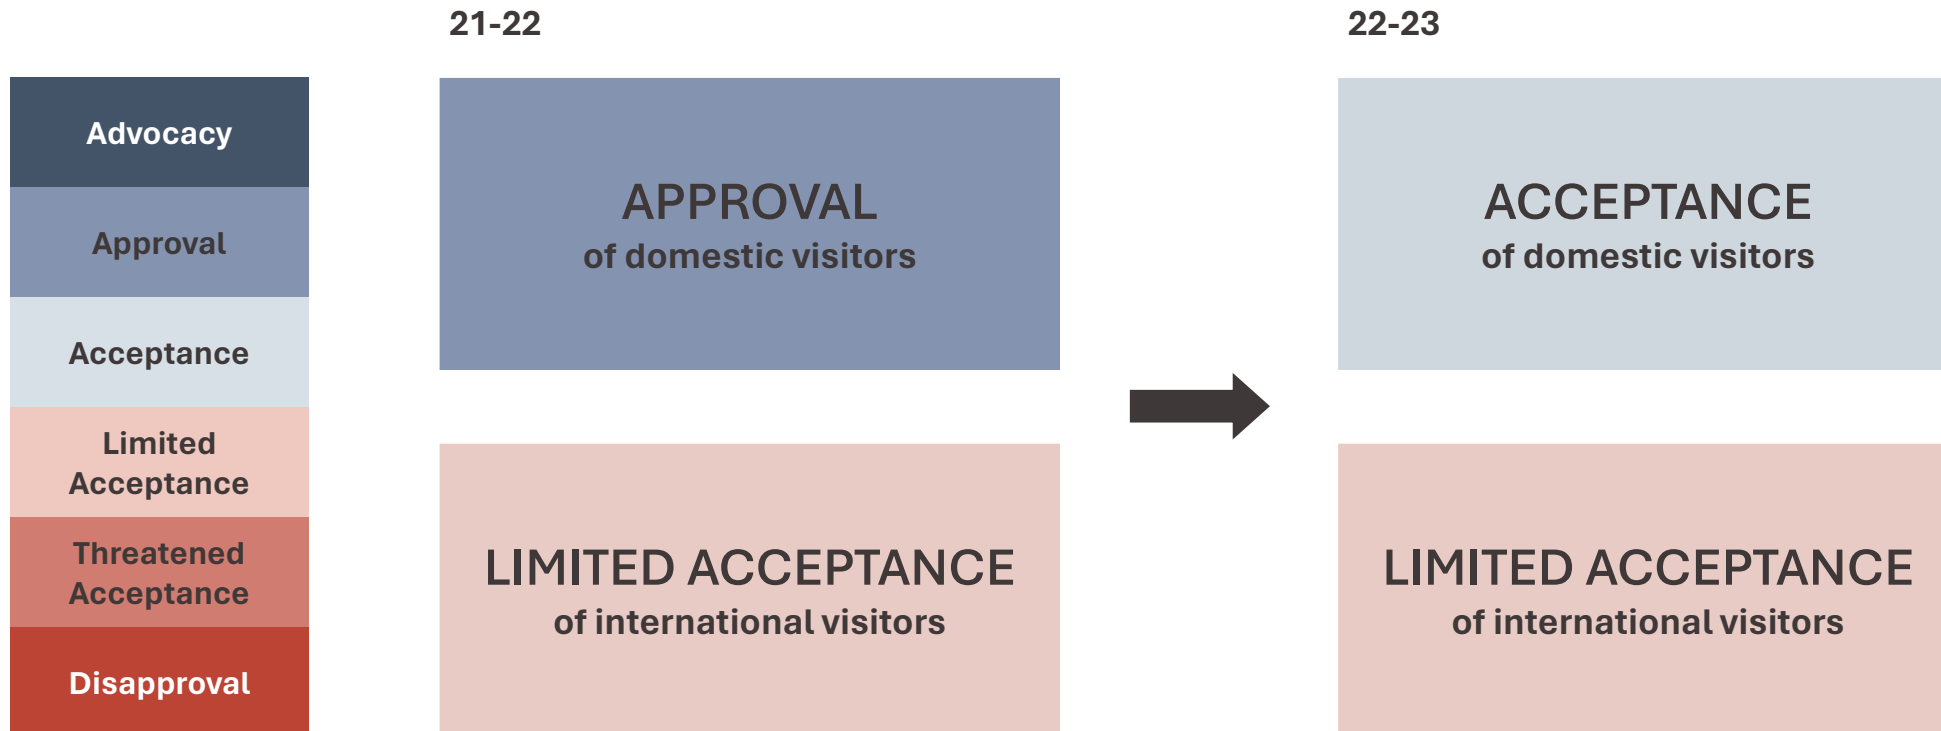 21-22
22-23
Advocacy
Approval
Acceptance
Limited
Acceptance
Threatened
Acceptance
Disapproval
APPROVAL
of domestic visitors
LIMITED ACCEPTANCE
of international visitors
ACCEPTANCE
of domestic visitors
LIMITED ACCEPTANCE
of international visitors